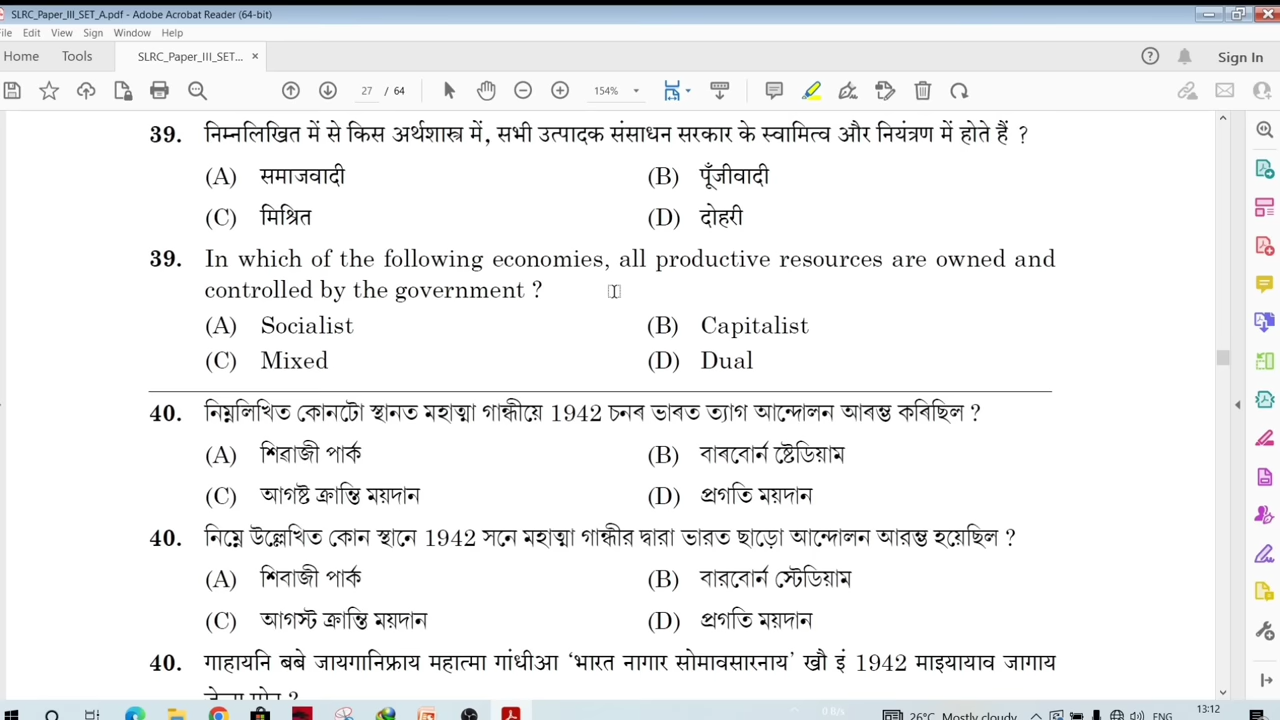 SLRC_Paper_III_SET_A.pdf - Adobe Acrobat Reader (64-bit)
File Edit View Sign Window Help
Home Tools SLRC_Paper_III_SET... × Sign In
27 / 64 154%
39. निम्नलिखित में से किस अर्थशास्त्र में, सभी उत्पादक संसाधन सरकार के स्वामित्व और नियंत्रण में होते हैं ?
(A) समाजवादी (B) पूँजीवादी
(C) मिश्रित (D) दोहरी
39. In which of the following economies, all productive resources are owned and
controlled by the government ?
(A) Socialist (B) Capitalist
(C) Mixed (D) Dual
40. নিম্নলিখিত কোনটো স্থানত মহাত্মা গান্ধীয়ে 1942 চনৰ ভাৰত ত্যাগ আন্দোলন আৰম্ভ কৰিছিল ?
(A) শিৱাজী পাৰ্ক (B) বাৰবোৰ্ন ষ্টেডিয়াম
(C) আগষ্ট ক্ৰান্তি ময়দান (D) প্ৰগতি ময়দান
40. নিম্নে উল্লেখিত কোন স্থানে 1942 সনে মহাত্মা গান্ধীর দ্বারা ভারত ছাড়ো আন্দোলন আরম্ভ হয়েছিল ?
(A) শিবাজী পার্ক (B) বারবোর্ন স্টেডিয়াম
(C) আগস্ট ক্রান্তি ময়দান (D) প্রগতি ময়দান
40. गाहायनि बबे जायगानिफ्राय महात्मा गांधीआ ‘भारत नागार सोमावसारनाय’ खौ इं 1942 माइयायाव जागाय
26°C Mostly cloudy ENG 13:12